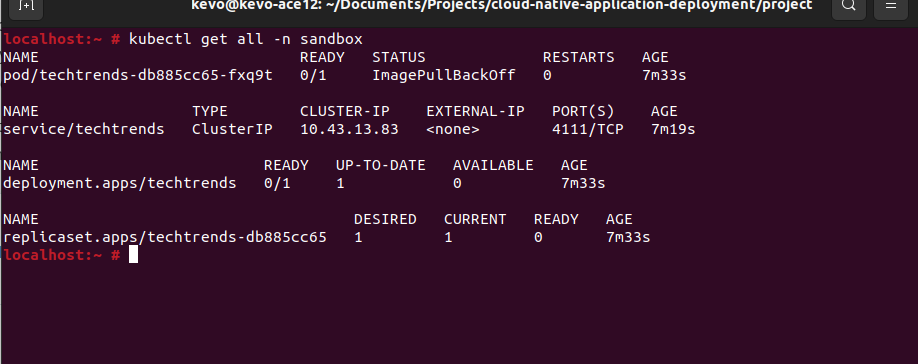 kevo@kevo-ace12: ~/Documents/Projects/cloud-native-application-deployment/project
localhost:~ # kubectl get all -n sandbox
NAME READY STATUS RESTARTS AGE
pod/techtrends-db885cc65-fxq9t 0/1 ImagePullBackOff 0 7m33s
NAME TYPE CLUSTER-IP EXTERNAL-IP PORT(S) AGE
service/techtrends ClusterIP 10.43.13.83 <none> 4111/TCP 7m19s
NAME READY UP-TO-DATE AVAILABLE AGE
deployment.apps/techtrends 0/1 1 0 7m33s
NAME DESIRED CURRENT READY AGE
replicaset.apps/techtrends-db885cc65 1 1 0 7m33s
localhost:~ #